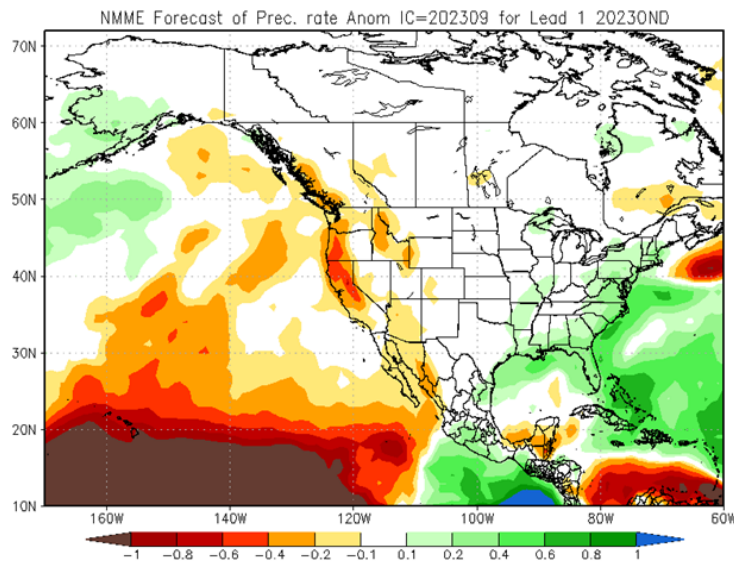 NMME Forecast of Prec. rate Anom IC=202309 for Lead 1 2023OND
70N
60N
50N
40N
30N
20N
10N
160W 140W 120W 100W 80W 60W
-1 -0.8 -0.6 -0.4 -0.2 -0.1 0.1 0.2 0.4 0.6 0.8 1